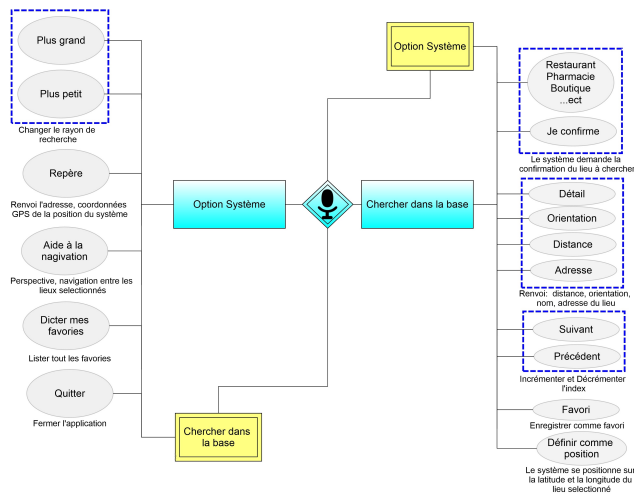 Plus grand
Plus petit
Changer le rayon de
recherche
Repère
Renvoi l'adresse, coordonnées
GPS de la position du système
Aide à la
nagivation
Perspective, navigation entre les
lieux selectionnés
Dicter mes
favories
Lister tout les favories
Quitter
Fermer l'application
Option Système
Chercher dans
la base
Option Système
Chercher dans la base
Restaurant
Pharmacie
Boutique
...ect
Je confirme
Le système demande la
confirmation du lieu à chercher
Détail
Orientation
Distance
Adresse
Renvoi: distance, orientation,
nom, adresse du lieu
Suivant
Précédent
Incrémenter et Décrémenter
l'index
Favori
Enregistrer comme favori
Définir comme
position
Le système se positionne sur
la latitude et la longitude du
lieu selectionné